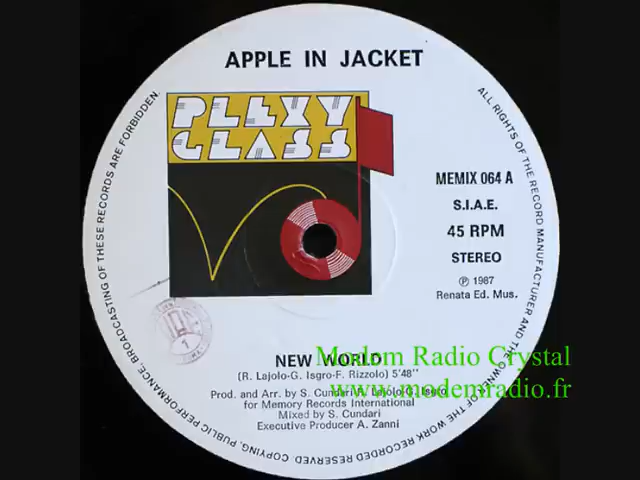 APPLE IN JACKET
PLEXY
GLASS
MEMIX 064 A
S.I.A.E.
45 RPM
STEREO
Ⓟ 1987
Renata Ed. Mus.
NEW WORLD
(R. Lajolo-G. Isgro-F. Rizzolo) 5'48''
Prod. and Arr. by S. Cundari R. Lajolo-G. Isgro
for Memory Records International
Mixed by S. Cundari
Executive Producer A. Zanni
Modem Radio Crystal
www.modemradio.fr
ALL RIGHTS OF THE RECORD MANUFACTURER AND THE OWNER OF THE WORK RECORDED RESERVED. COPYING, PUBLIC PERFORMANCE, BROADCASTING OF THESE RECORDS ARE FORBIDDEN.